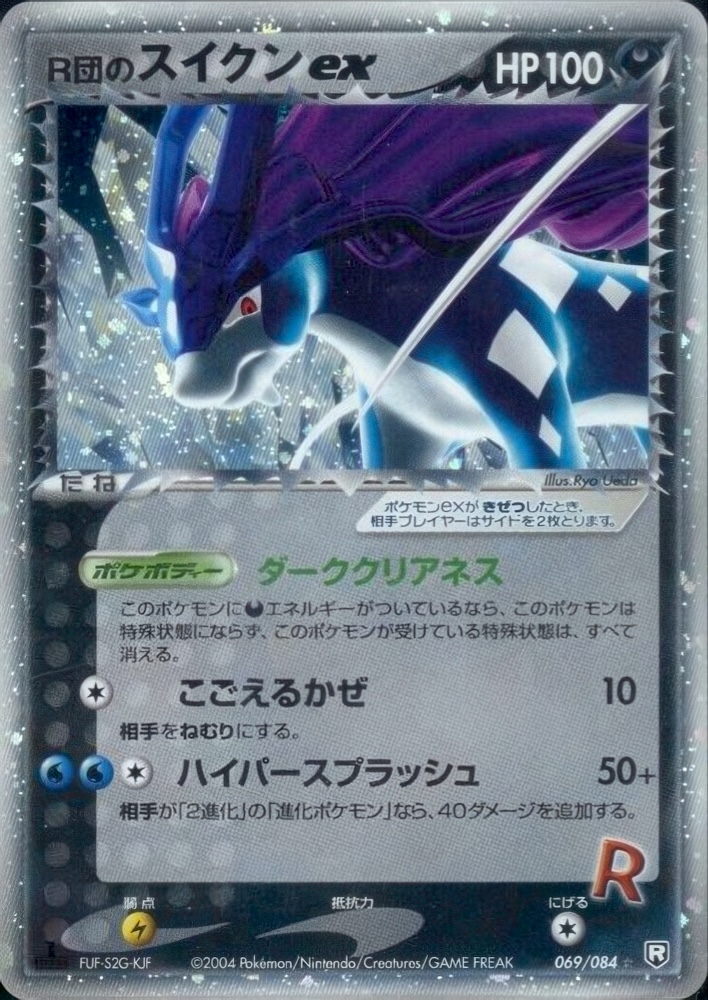 R団のスイクンex HP100
たね
Illus.Ryo Ueda
ポケモンexが きぜつしたとき、
相手プレイヤーはサイドを2枚とります。
ポケボディー ダーククリアネス
このポケモンに エネルギーがついているなら、このポケモンは
特殊状態にならず、このポケモンが受けている特殊状態は、すべて
消える。
こごえるかぜ 10
相手をねむりにする。
ハイパースプラッシュ 50+
相手が「2進化」の「進化ポケモン」なら、40ダメージを追加する。
R
弱点 抵抗力 にげる
FUF-S2G-KJF ©2004 Pokémon/Nintendo/Creatures/GAME FREAK 069/084 R